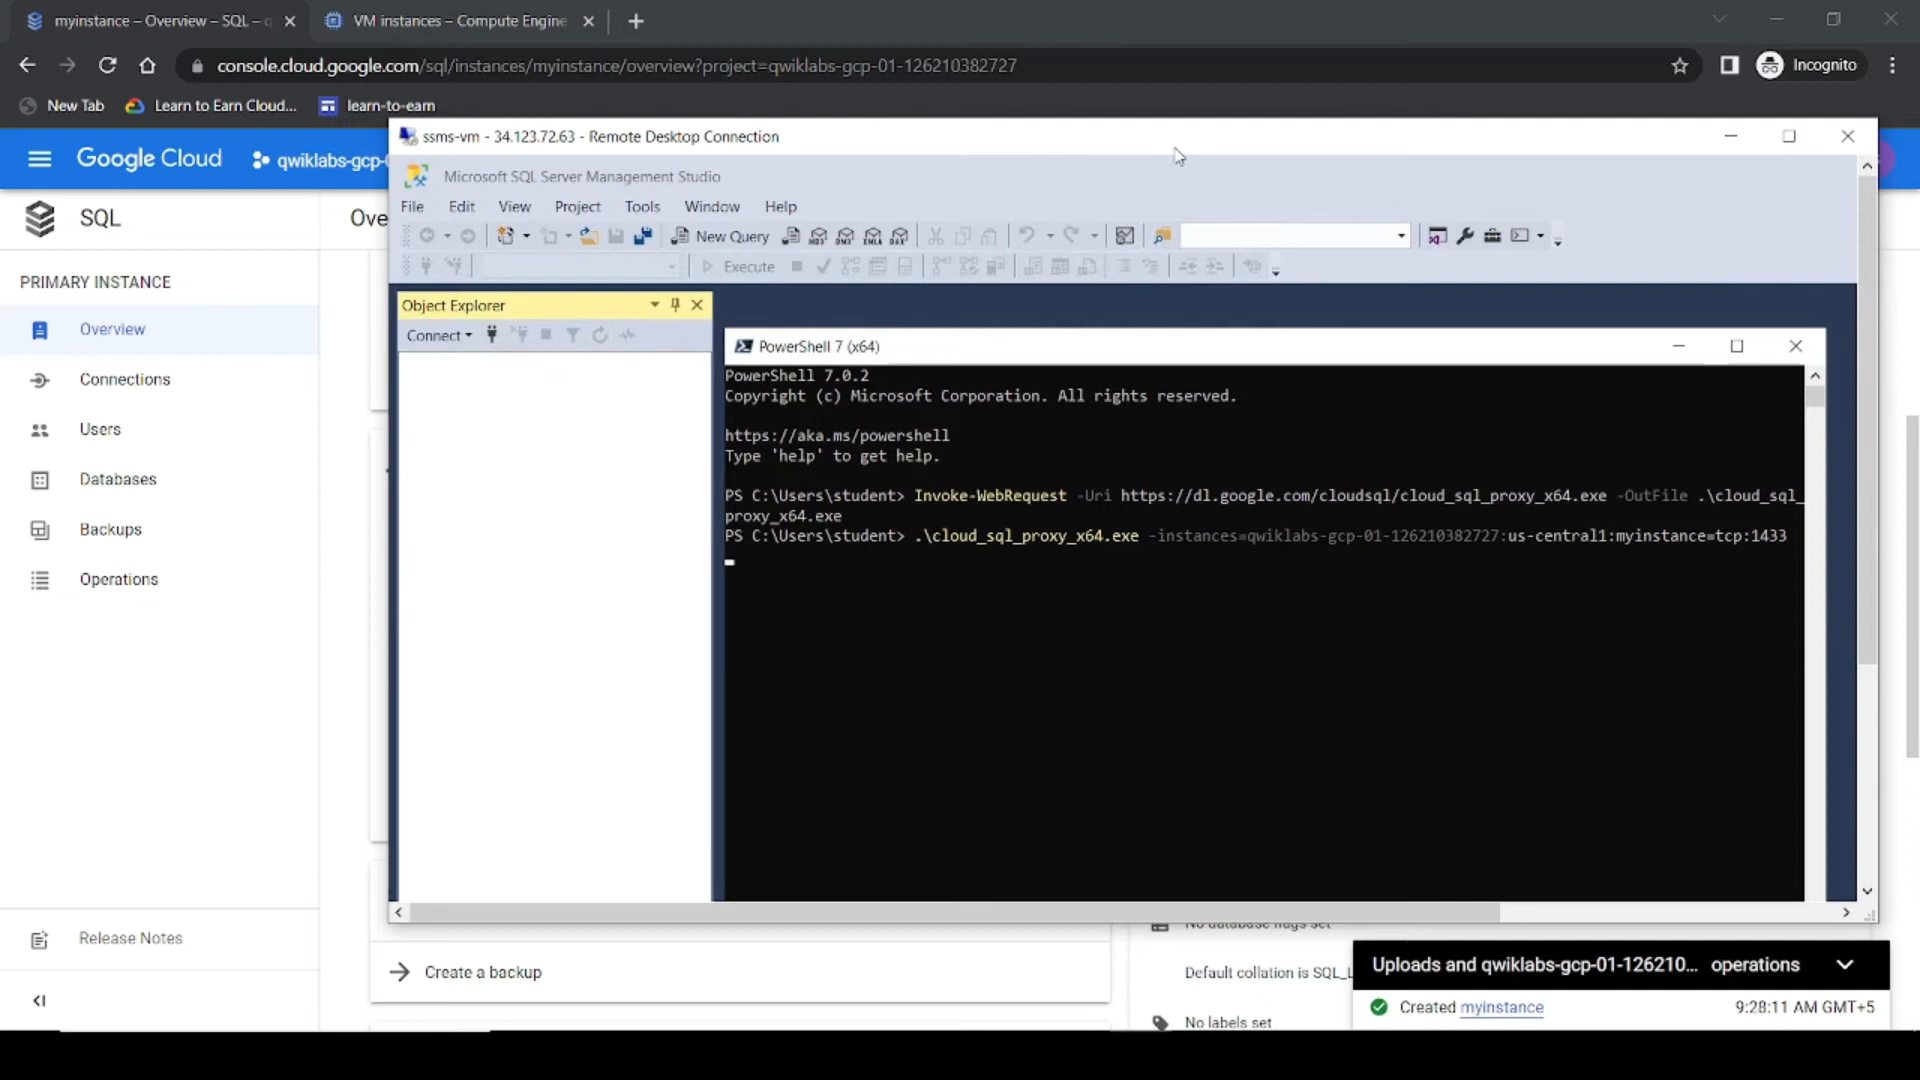 myinstance – Overview – SQL –
VM instances – Compute Engine
console.cloud.google.com/sql/instances/myinstance/overview?project=qwiklabs-gcp-01-126210382727
Incognito
New Tab
Learn to Earn Cloud...
learn-to-earn
ssms-vm - 34.123.72.63 - Remote Desktop Connection
Google Cloud
qwiklabs-gcp-
Microsoft SQL Server Management Studio
File
Edit
View
Project
Tools
Window
Help
SQL
Ove
New Query
Execute
PRIMARY INSTANCE
Overview
Connections
Users
Databases
Backups
Operations
Release Notes
Object Explorer
Connect
PowerShell 7 (x64)
PowerShell 7.0.2
Copyright (c) Microsoft Corporation. All rights reserved.
https://aka.ms/powershell
Type 'help' to get help.
PS C:\Users\student> Invoke-WebRequest -Uri https://dl.google.com/cloudsql/cloud_sql_proxy_x64.exe -OutFile .\cloud_sql_
proxy_x64.exe
PS C:\Users\student> .\cloud_sql_proxy_x64.exe -instances=qwiklabs-gcp-01-126210382727:us-central1:myinstance=tcp:1433
Create a backup
No database flags set
Default collation is SQL_L
No labels set
Uploads and qwiklabs-gcp-01-126210... operations
Created myinstance
9:28:11 AM GMT+5